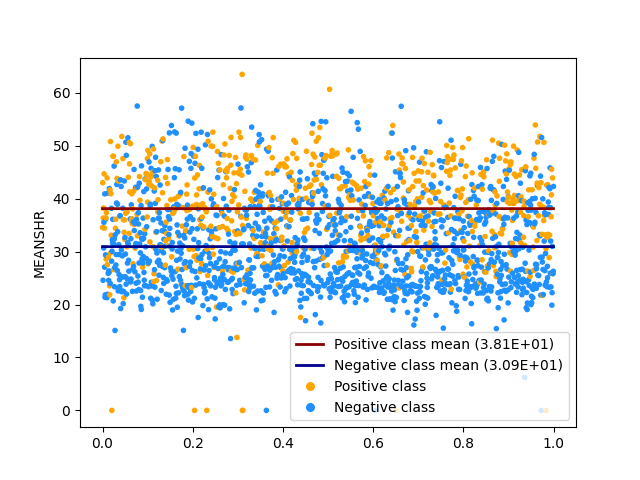 60
50
40
30
20
10
0
MEANSHR
0.0
0.2
0.4
0.6
0.8
1.0
Positive class mean (3.81E+01)
Negative class mean (3.09E+01)
Positive class
Negative class